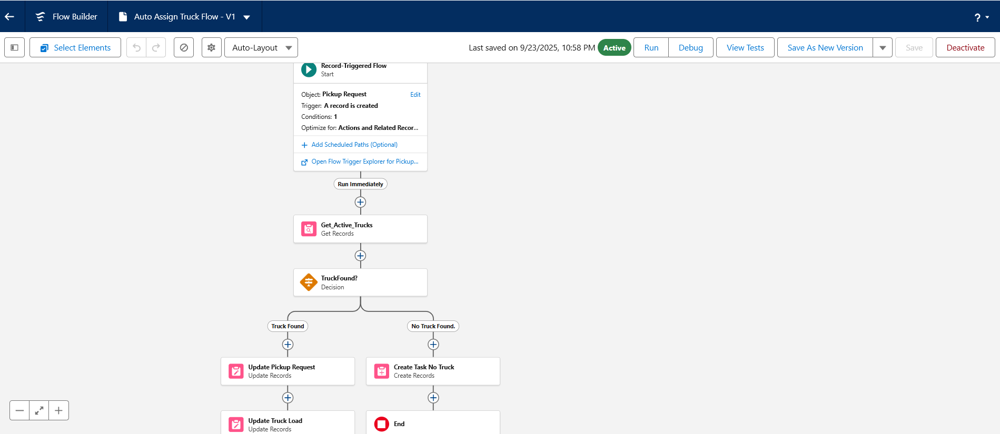 Flow Builder
Auto Assign Truck Flow - V1
?
Select Elements
Auto-Layout
Last saved on 9/23/2025, 10:58 PM
Active
Run
Debug
View Tests
Save As New Version
Save
Deactivate
Record-Triggered Flow
Start
Object: Pickup Request
Edit
Trigger: A record is created
Conditions: 1
Optimize for: Actions and Related Recor...
Add Scheduled Paths (Optional)
Open Flow Trigger Explorer for Pickup...
Run Immediately
Get_Active_Trucks
Get Records
TruckFound?
Decision
Truck Found
No Truck Found.
Update Pickup Request
Update Records
Create Task No Truck
Create Records
Update Truck Load
Update Records
End